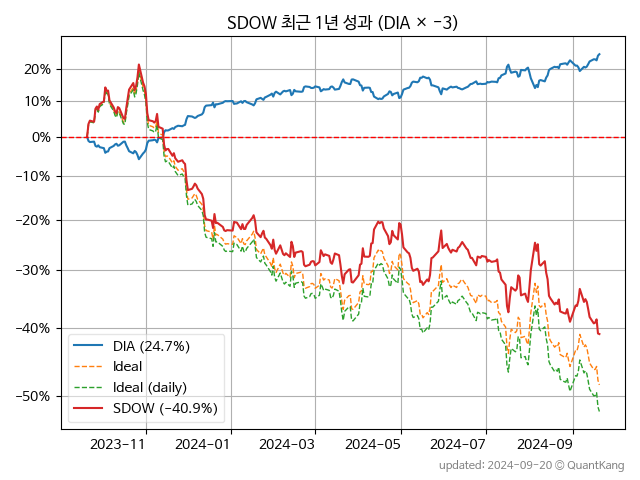 SDOW 최근 1년 성과 (DIA × −3)
20%
10%
0%
−10%
−20%
−30%
−40%
−50%
DIA (24.7%)
Ideal
Ideal (daily)
SDOW (−40.9%)
2023−11
2024−01
2024−03
2024−05
2024−07
2024−09
updated: 2024-09-20 © QuantKang